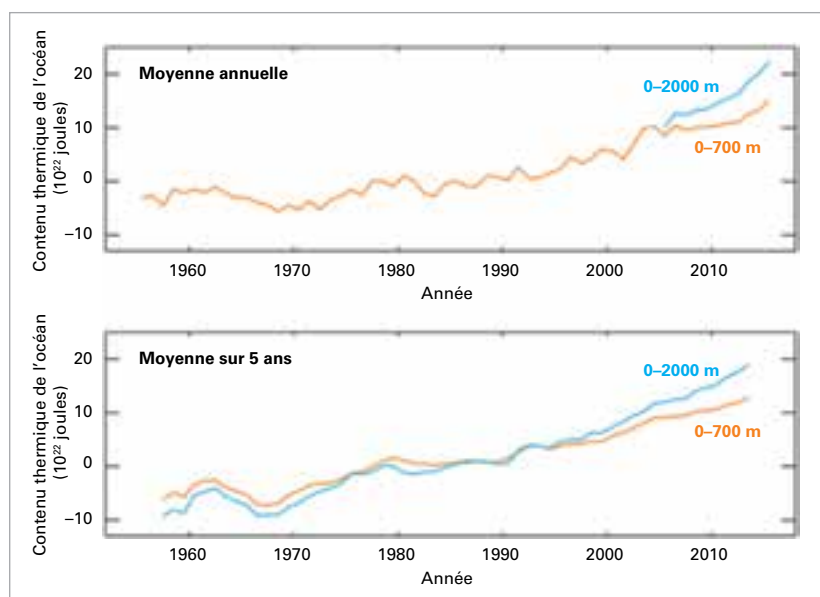 Contenu thermique de l'océan
(10²² joules)
Moyenne annuelle
0–2000 m
0–700 m
20
10
0
–10
1960
1970
1980
1990
2000
2010
Année
Contenu thermique de l'océan
(10²² joules)
Moyenne sur 5 ans
0–2000 m
0–700 m
20
10
0
–10
1960
1970
1980
1990
2000
2010
Année